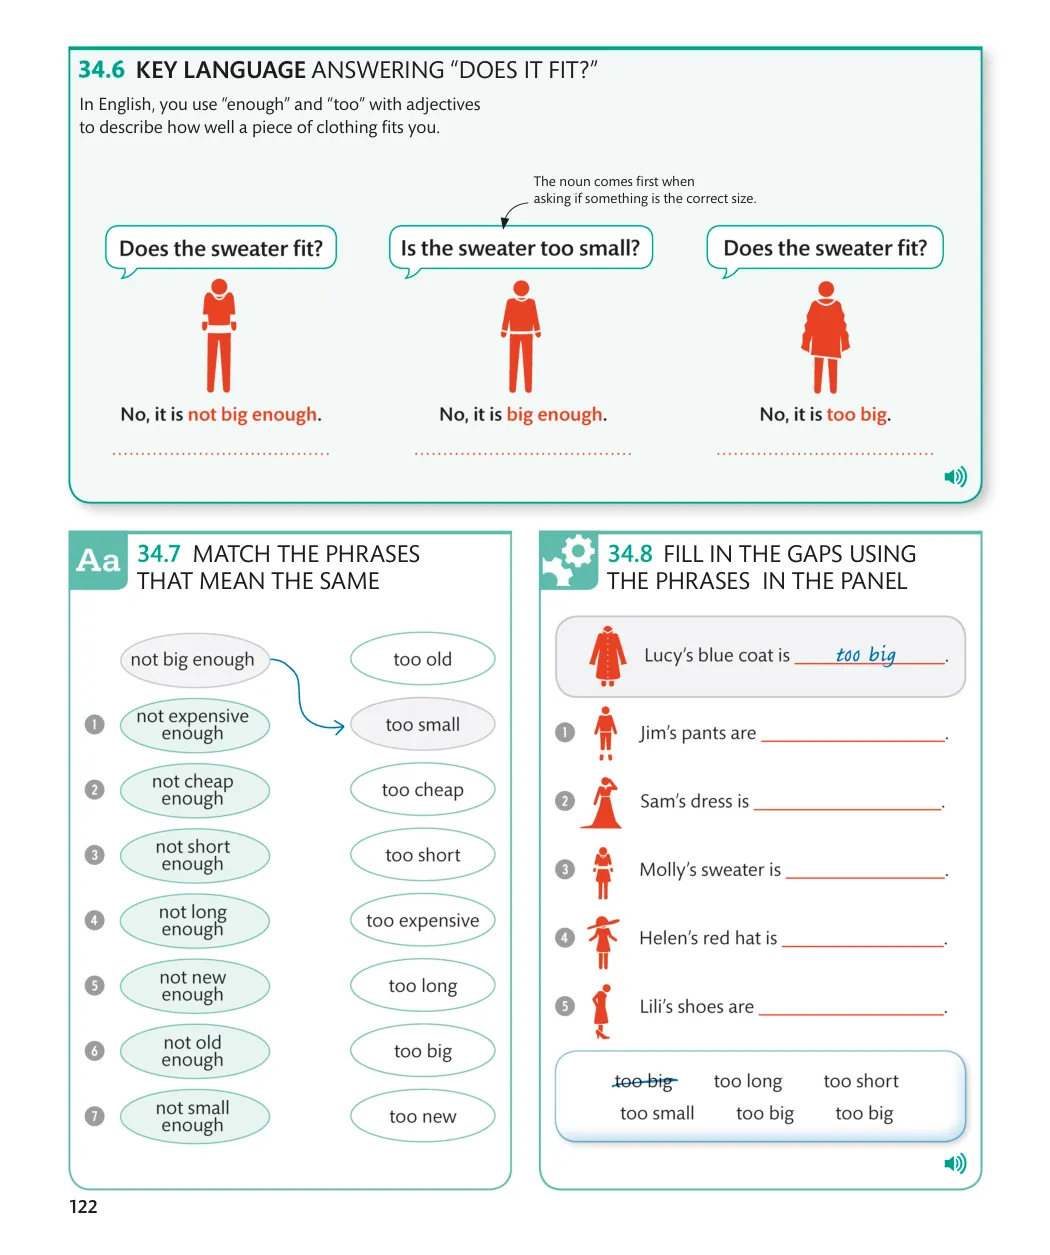 34.6 KEY LANGUAGE ANSWERING “DOES IT FIT?”
In English, you use “enough” and “too” with adjectives
to describe how well a piece of clothing fits you.
The noun comes first when
asking if something is the correct size.
Does the sweater fit?
Is the sweater too small?
Does the sweater fit?
No, it is not big enough.
No, it is big enough.
No, it is too big.
Aa
34.7 MATCH THE PHRASES
THAT MEAN THE SAME
not big enough
too old
1
not expensive
enough
too small
2
not cheap
enough
too cheap
3
not short
enough
too short
4
not long
enough
too expensive
5
not new
enough
too long
6
not old
enough
too big
7
not small
enough
too new
34.8 FILL IN THE GAPS USING
THE PHRASES IN THE PANEL
Lucy’s blue coat is too big.
1 Jim’s pants are ____.
2 Sam’s dress is ____.
3 Molly’s sweater is ____.
4 Helen’s red hat is ____.
5 Lili’s shoes are ____.
too big too long too short
too small too big too big
122